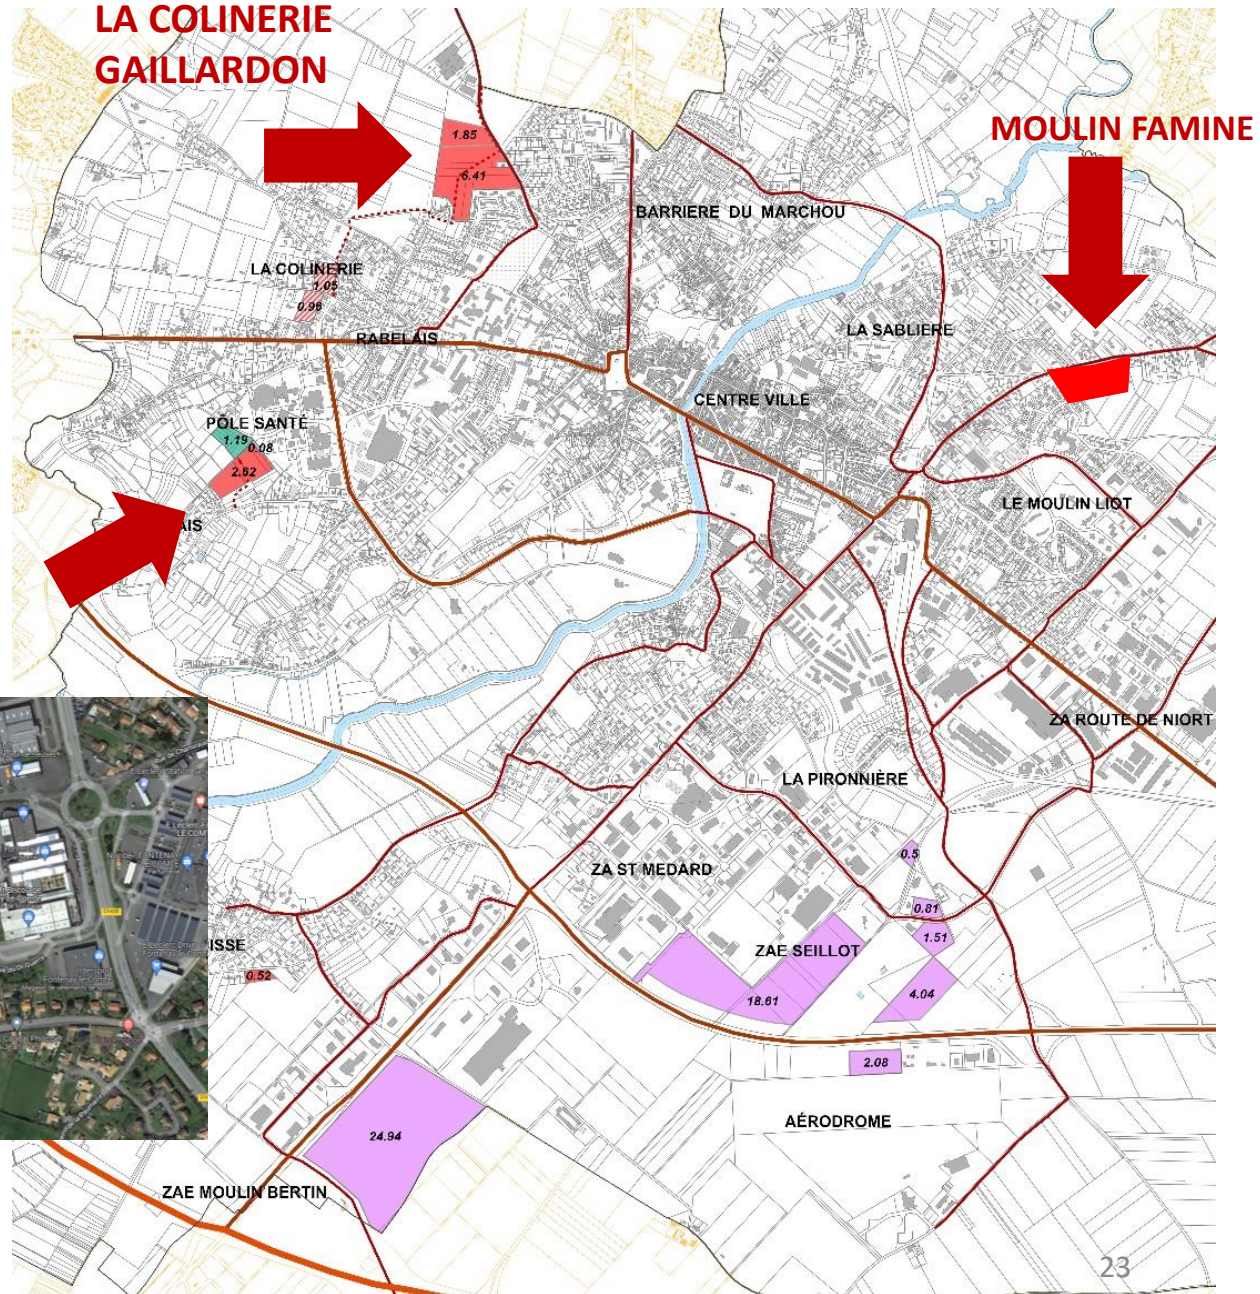 LA COLINERIE
GAILLARDON
MOULIN FAMINE
1.85
6.41
BARRIERE DU MARCHOU
LA COLINERIE
1.05
0.96
RABELAIS
LA SABLIERE
CENTRE VILLE
PÔLE SANTÉ
1.19
0.08
2.62
AIS
LE MOULIN LIOT
ZA ROUTE DE NIORT
LA PIRONNIÈRE
0.5
ZA ST MEDARD
0.81
1.51
ISSE
ZAE SEILLOT
0.52
18.61
4.04
2.08
AÉRODROME
24.94
ZAE MOULIN BERTIN
23